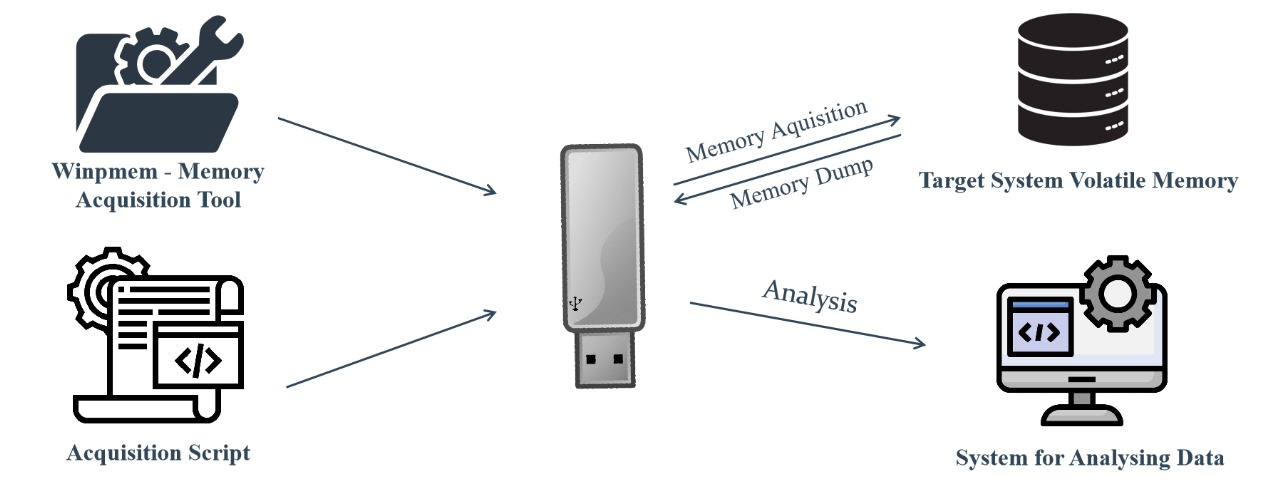 Winpmem - Memory
Acquisition Tool
Memory Aquisition
Memory Dump
Target System Volatile Memory
Acquisition Script
Analysis
System for Analysing Data